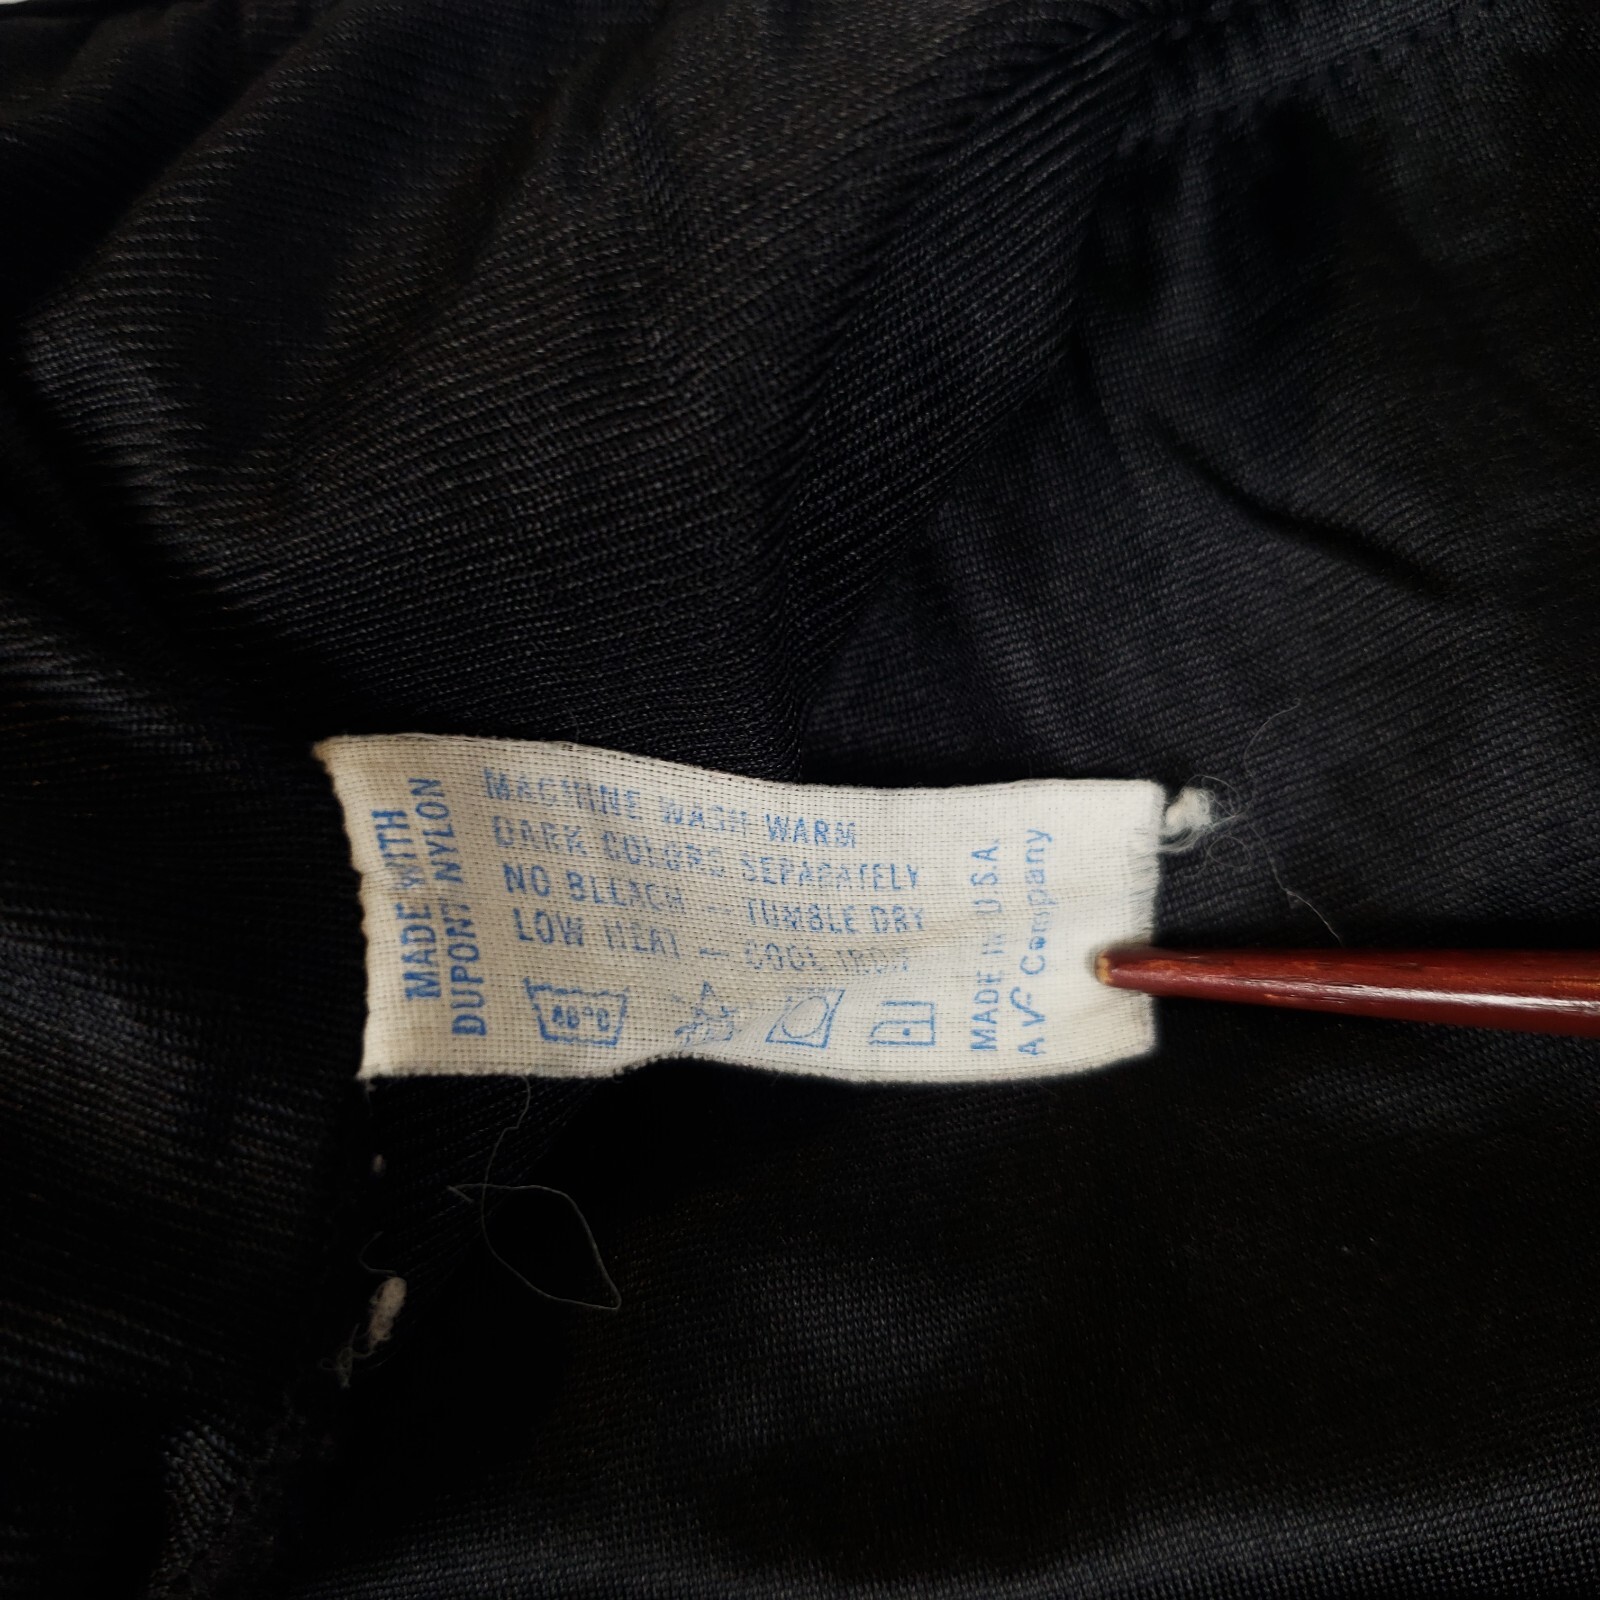 MADE WITH
DUPONT NYLON
MACHINE WASH WARM
DARK COLORS SEPARATELY
NO BLEACH — TUMBLE DRY
LOW HEAT — COOL IRON
40°C
MADE IN U.S.A.
A VF Company